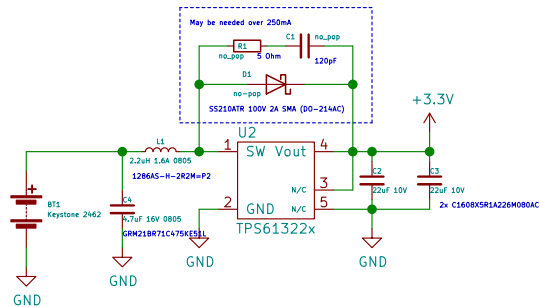 May be needed over 250mA
C1
no_pop
R1
no_pop
5 Ohm
120pF
D1
no-pop
SS210ATR 100V 2A SMA (DO-214AC)
+3.3V
U2
L1
2.2uH 1.6A 0805
1286AS-H-2R2M=P2
1
SW Vout
4
C2
22uF 10V
C3
22uF 10V
N/C
3
BT1
Keystone 2462
C4
4.7uF 16V 0805
GRM21BR71C475KE51L
2
GND
N/C
5
2x C1608X5R1A226M080AC
TPS61322x
GND
GND
GND
GND